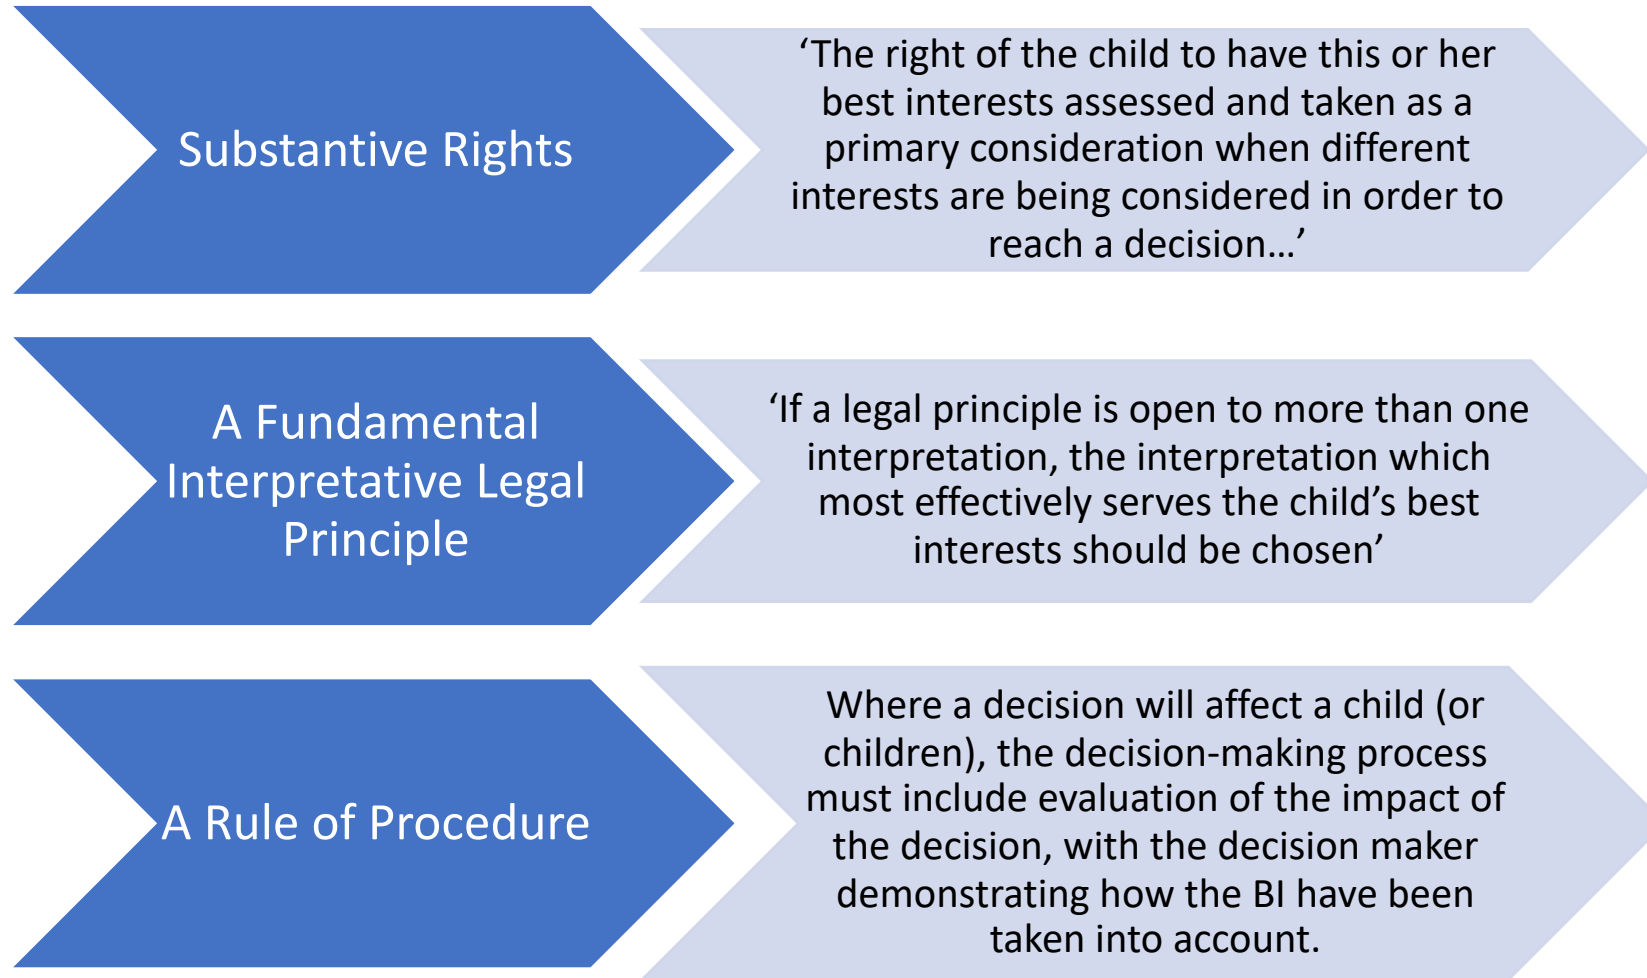 Substantive Rights
‘The right of the child to have this or her
best interests assessed and taken as a
primary consideration when different
interests are being considered in order to
reach a decision…’
A Fundamental
Interpretative Legal
Principle
‘If a legal principle is open to more than one
interpretation, the interpretation which
most effectively serves the child’s best
interests should be chosen’
A Rule of Procedure
Where a decision will affect a child (or
children), the decision-making process
must include evaluation of the impact of
the decision, with the decision maker
demonstrating how the BI have been
taken into account.